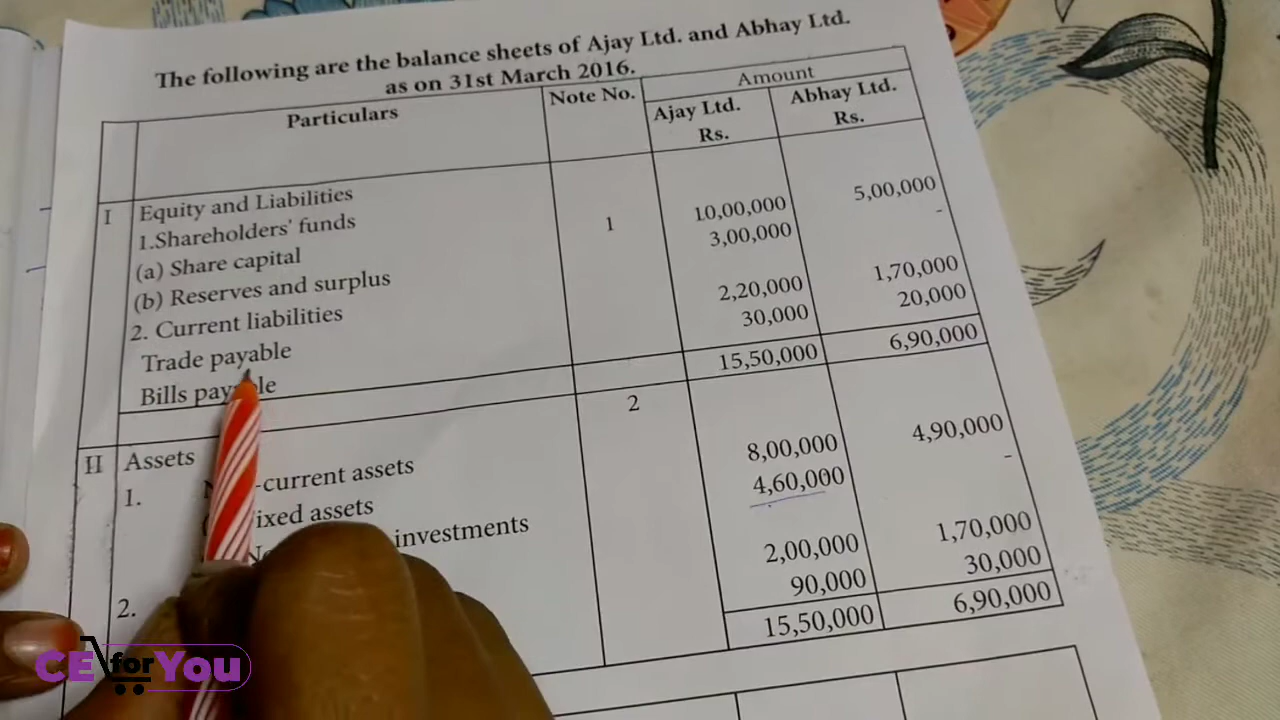 The following are the balance sheets of Ajay Ltd. and Abhay Ltd.
as on 31st March 2016.
Particulars Note No. Amount
Ajay Ltd. Abhay Ltd.
Rs. Rs.
I Equity and Liabilities
1.Shareholders' funds
(a) Share capital 1 10,00,000 5,00,000
(b) Reserves and surplus 3,00,000 -
2. Current liabilities
Trade payable 2,20,000 1,70,000
Bills payable 30,000 20,000
15,50,000 6,90,000
II Assets 2
1. -current assets
ixed assets 8,00,000 4,90,000
investments 4,60,000 -
2.
2,00,000 1,70,000
90,000 30,000
15,50,000 6,90,000
CE for You